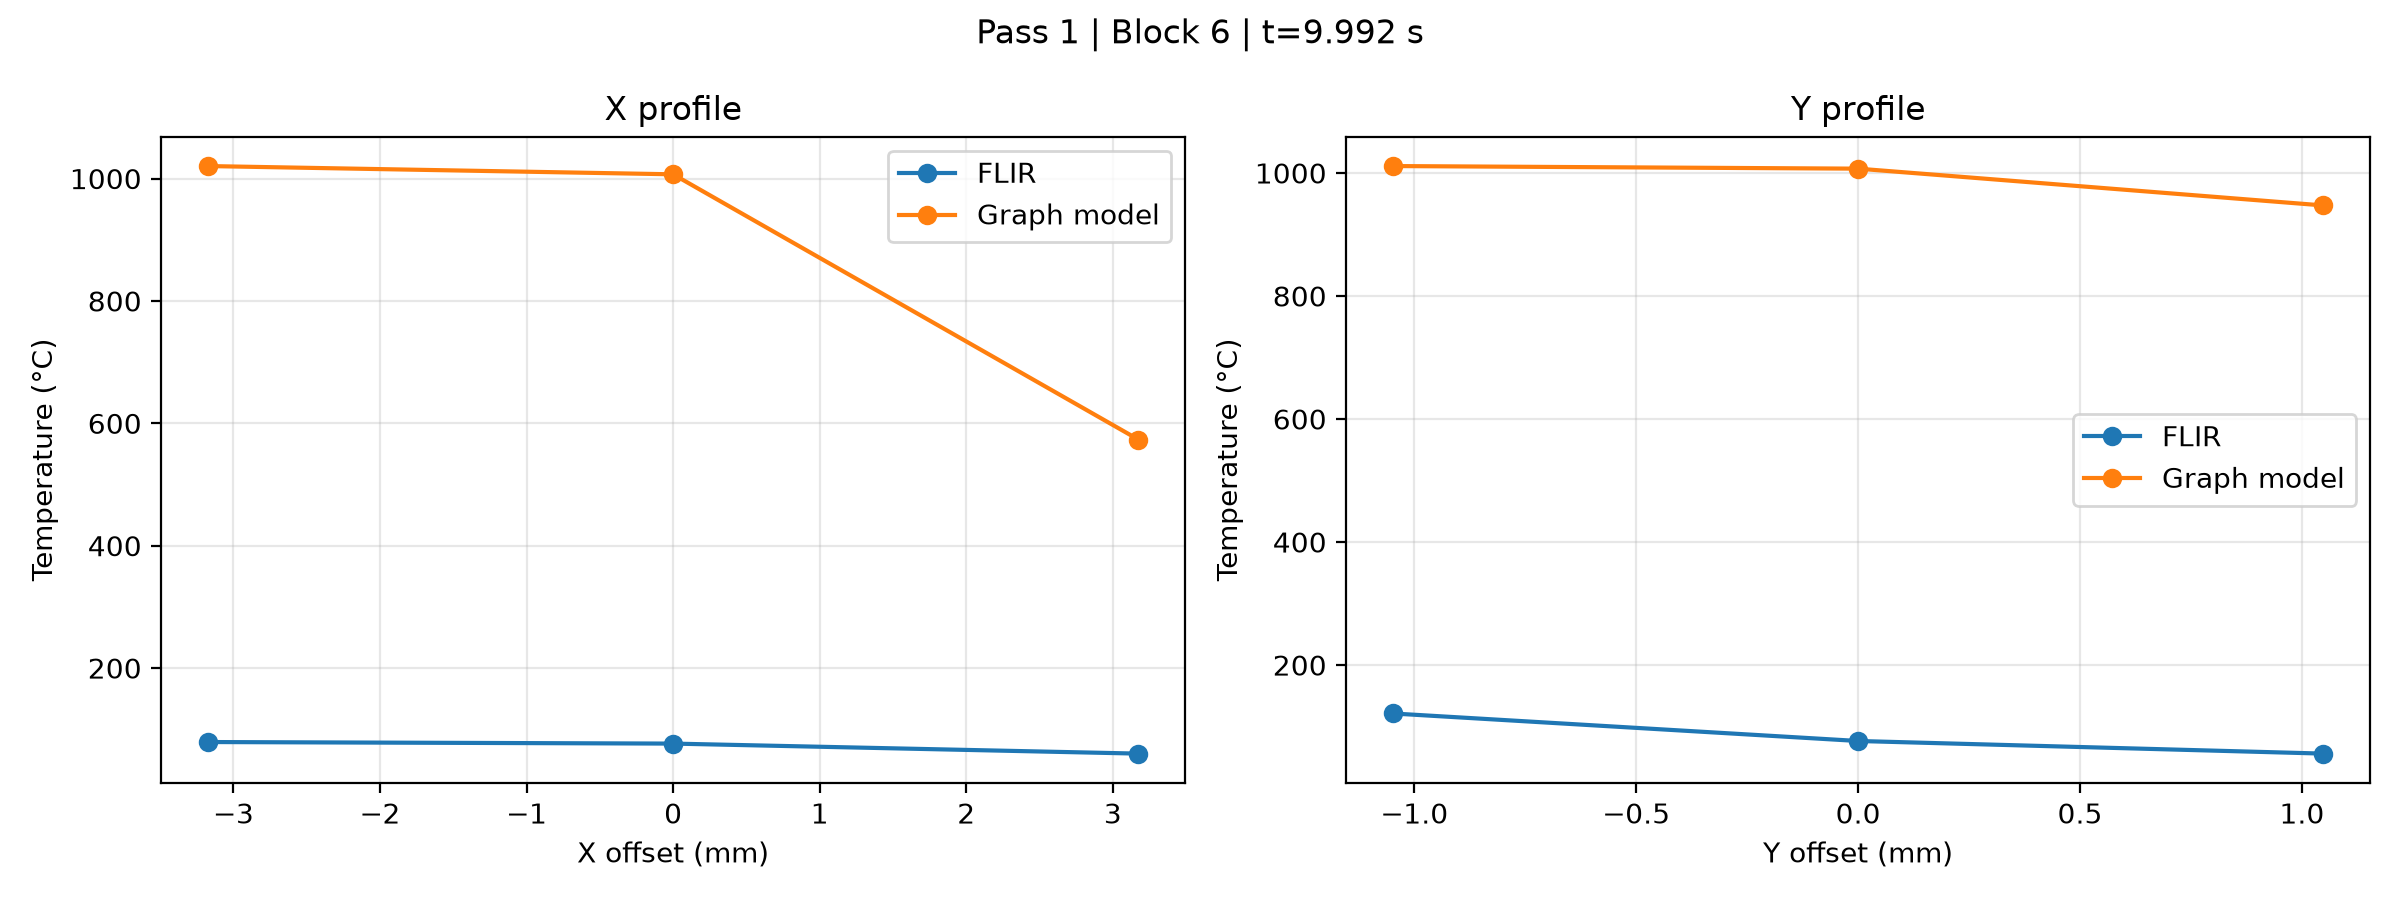 Pass 1 | Block 6 | t=9.992 s
X profile
1000
800
600
400
200
Temperature (°C)
−3 −2 −1 0 1 2 3
X offset (mm)
FLIR
Graph model
Y profile
1000
800
600
400
200
Temperature (°C)
−1.0 −0.5 0.0 0.5 1.0
Y offset (mm)
FLIR
Graph model